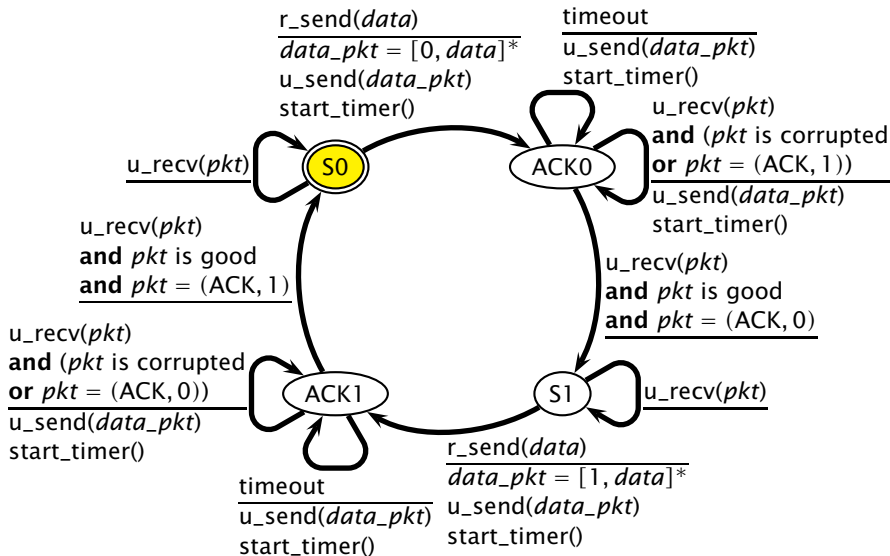 r_send(data)
data_pkt = [0, data]*
u_send(data_pkt)
start_timer()
timeout
u_send(data_pkt)
start_timer()
u_recv(pkt)
S0
ACK0
u_recv(pkt)
and (pkt is corrupted
or pkt = (ACK, 1))
u_send(data_pkt)
start_timer()
u_recv(pkt)
and pkt is good
and pkt = (ACK, 1)
u_recv(pkt)
and pkt is good
and pkt = (ACK, 0)
u_recv(pkt)
and (pkt is corrupted
or pkt = (ACK, 0))
u_send(data_pkt)
start_timer()
ACK1
S1
u_recv(pkt)
timeout
u_send(data_pkt)
start_timer()
r_send(data)
data_pkt = [1, data]*
u_send(data_pkt)
start_timer()